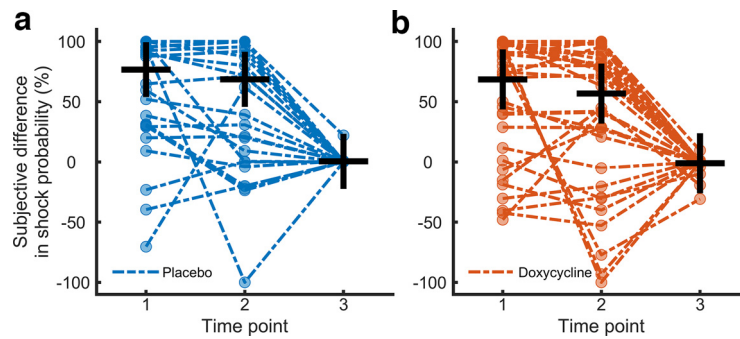 a
Subjective difference
in shock probability (%)
100
50
0
-50
-100
Placebo
1
2
3
Time point
b
100
50
0
-50
-100
Doxycycline
1
2
3
Time point